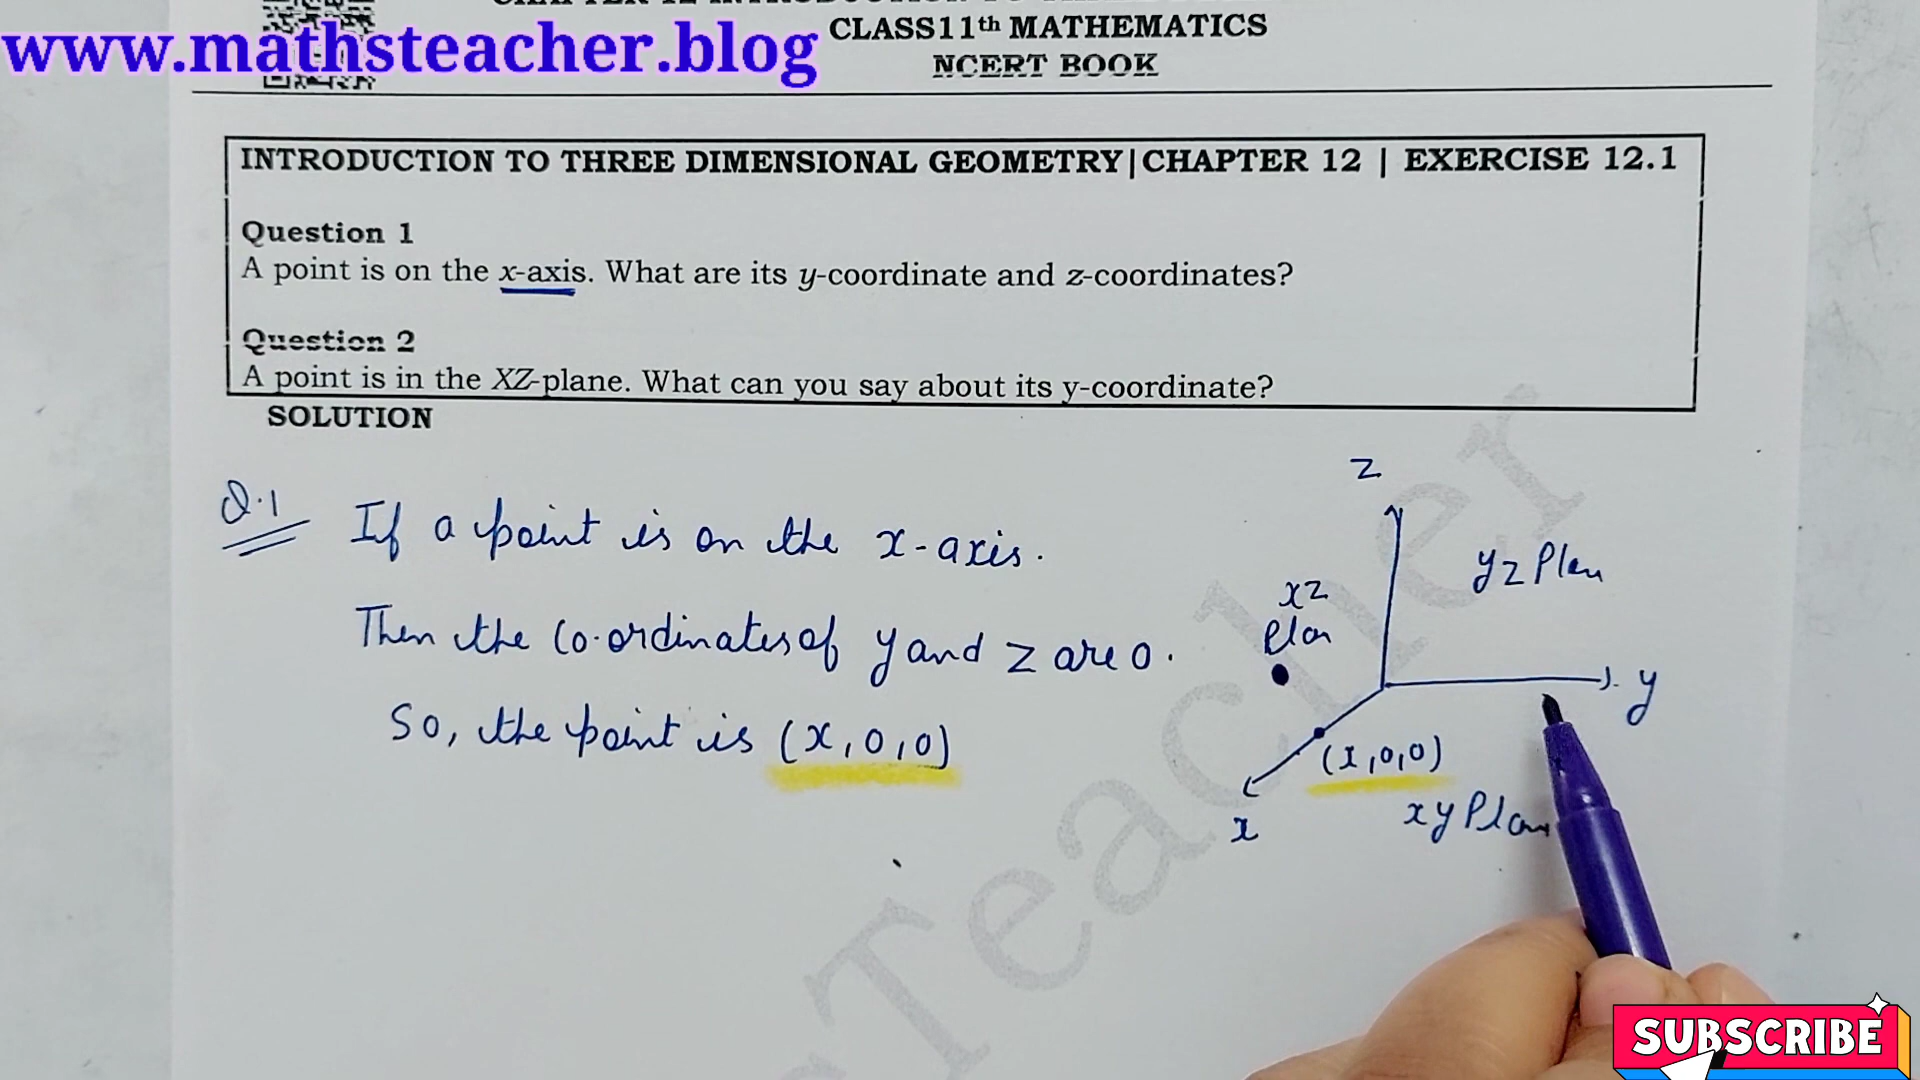 www.mathsteacher.blog
CLASS11th MATHEMATICS
NCERT BOOK
INTRODUCTION TO THREE DIMENSIONAL GEOMETRY|CHAPTER 12 | EXERCISE 12.1
Question 1
A point is on the x-axis. What are its y-coordinate and z-coordinates?
Question 2
A point is in the XZ-plane. What can you say about its y-coordinate?
SOLUTION
Q.1 If a point is on the x-axis.
Then the co-ordinates of y and z are 0.
So, the point is (x,0,0)
z
yz Plan
xz
Plan
y
(x,0,0)
x
xy Plan
Teacher
SUBSCRIBE